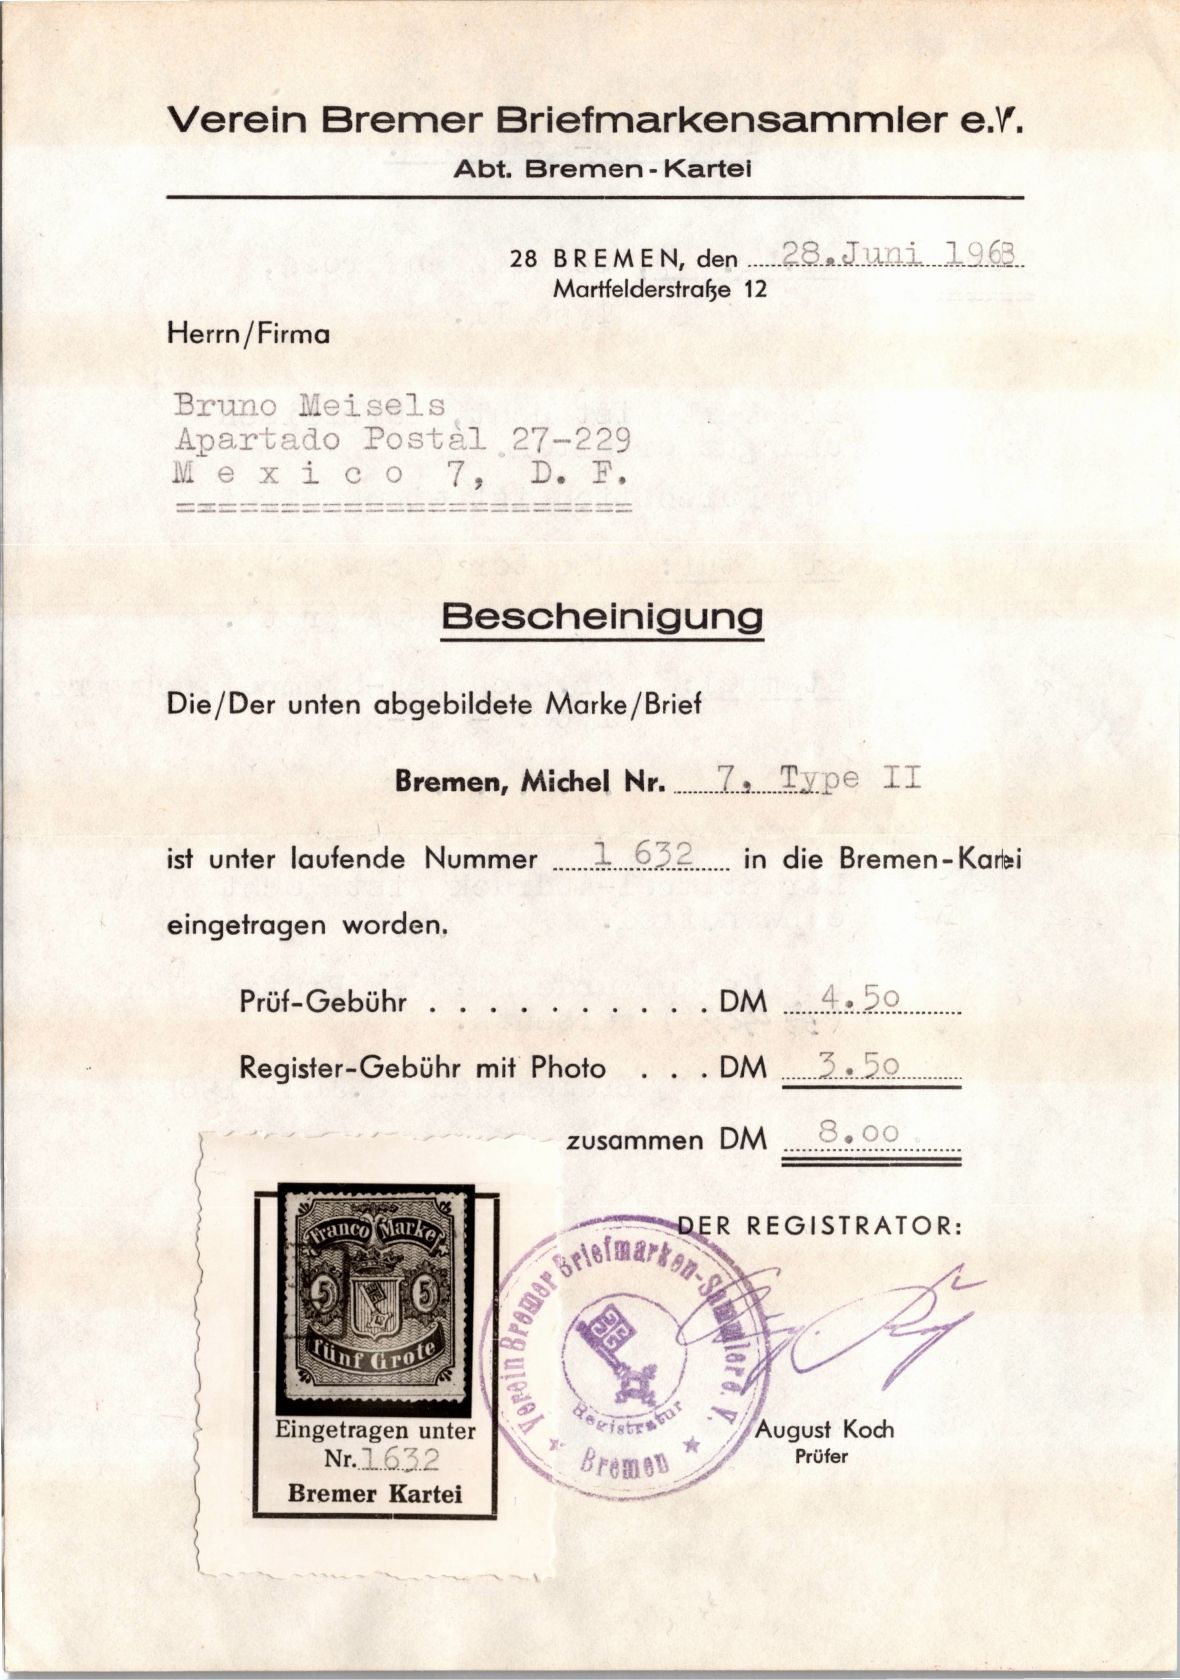 Verein Bremer Briefmarkensammler e.V.
Abt. Bremen-Kartei
28 BREMEN, den 28.Juni 1968
Martfelderstraße 12
Herrn/Firma
Bruno Meisels
Apartado Postal 27-229
Mexico 7, D. F.
=====================
Bescheinigung
Die/Der unten abgebildete Marke/Brief
Bremen, Michel Nr. 7. Type II
ist unter laufende Nummer 1 632 in die Bremen-Kartei
eingetragen worden.
Prüf-Gebühr . . . . . . . . . . DM 4.50
Register-Gebühr mit Photo . . . DM 3.50
zusammen DM 8.00
DER REGISTRATOR:
Franco Marke
5 5
fünf Grote
Eingetragen unter
Nr. 1632
Bremer Kartei
Verein Bremer Briefmarken-Sammler e.V.
Registratur
Bremen
August Koch
Prüfer